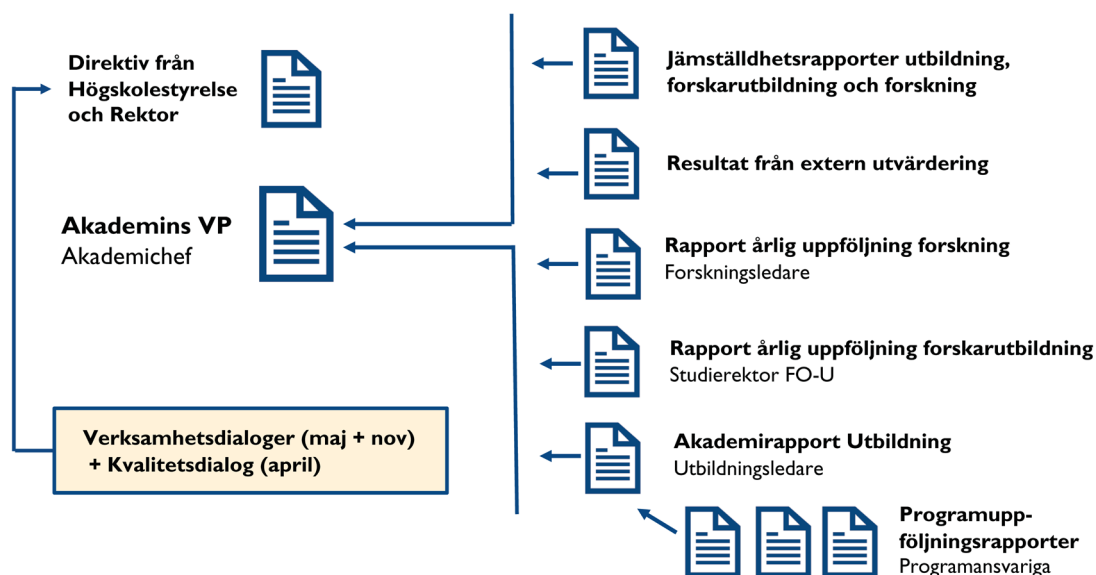 Direktiv från
Högskolestyrelse
och Rektor
Akademins VP
Akademichef
Verksamhetsdialoger (maj + nov)
+ Kvalitetsdialog (april)
Jämställdhetsrapporter utbildning,
forskarutbildning och forskning
Resultat från extern utvärdering
Rapport årlig uppföljning forskning
Forskningsledare
Rapport årlig uppföljning forskarutbildning
Studierektor FO-U
Akademirapport Utbildning
Utbildningsledare
Programupp-
följningsrapporter
Programansvariga